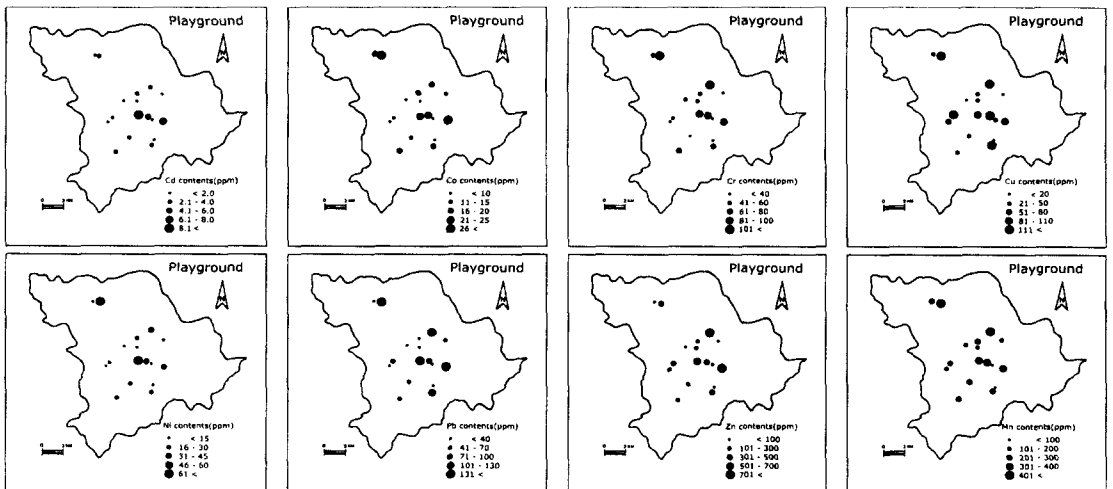 Playground
N
Cd contents(ppm)
< 2.0
2.1 - 4.0
4.1 - 6.0
6.1 - 8.0
8.1 <
Playground
N
Co contents(ppm)
< 10
11 - 15
16 - 20
21 - 25
26 <
Playground
N
Cr contents(ppm)
< 40
41 - 60
61 - 80
81 - 100
101 <
Playground
N
Cu contents(ppm)
< 20
21 - 50
51 - 80
81 - 110
111 <
Playground
N
Ni contents(ppm)
< 15
16 - 30
31 - 45
46 - 60
61 <
Playground
N
Pb contents(ppm)
< 40
41 - 70
71 - 100
101 - 130
131 <
Playground
N
Zn contents(ppm)
< 100
101 - 300
301 - 500
501 - 700
701 <
Playground
N
Mn contents(ppm)
< 100
101 - 200
201 - 300
301 - 400
401 <